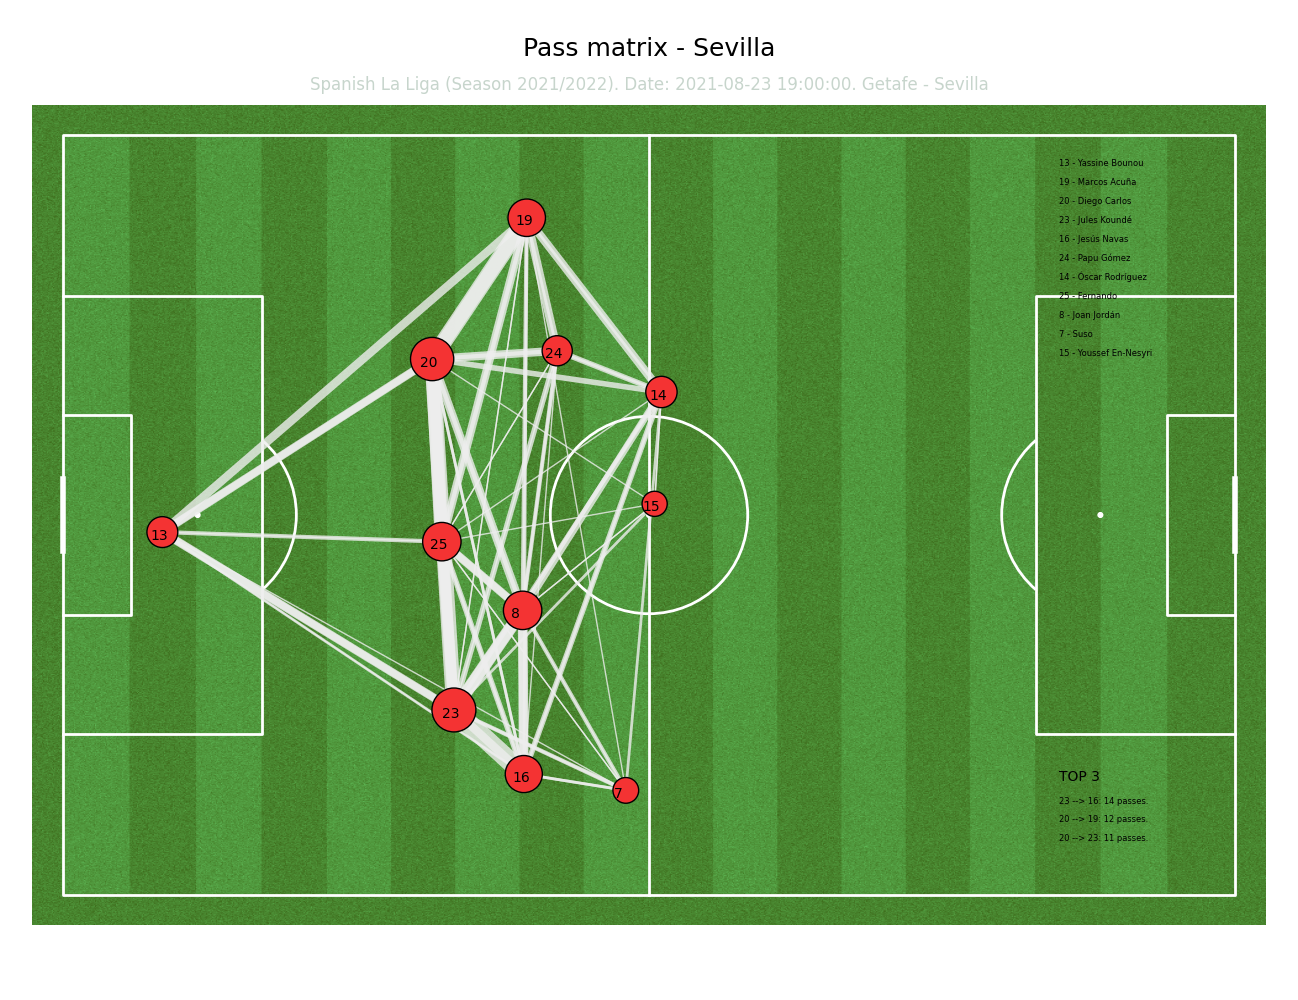 Pass matrix - Sevilla
Spanish La Liga (Season 2021/2022). Date: 2021-08-23 19:00:00. Getafe - Sevilla
13 - Yassine Bounou
19 - Marcos Acuña
20 - Diego Carlos
23 - Jules Koundé
16 - Jesús Navas
24 - Papu Gómez
14 - Óscar Rodríguez
25 - Fernando
8 - Joan Jordán
7 - Suso
15 - Youssef En-Nesyri
19
20
24
14
15
13
25
8
23
16
7
TOP 3
23 --> 16: 14 passes.
20 --> 19: 12 passes.
20 --> 23: 11 passes.